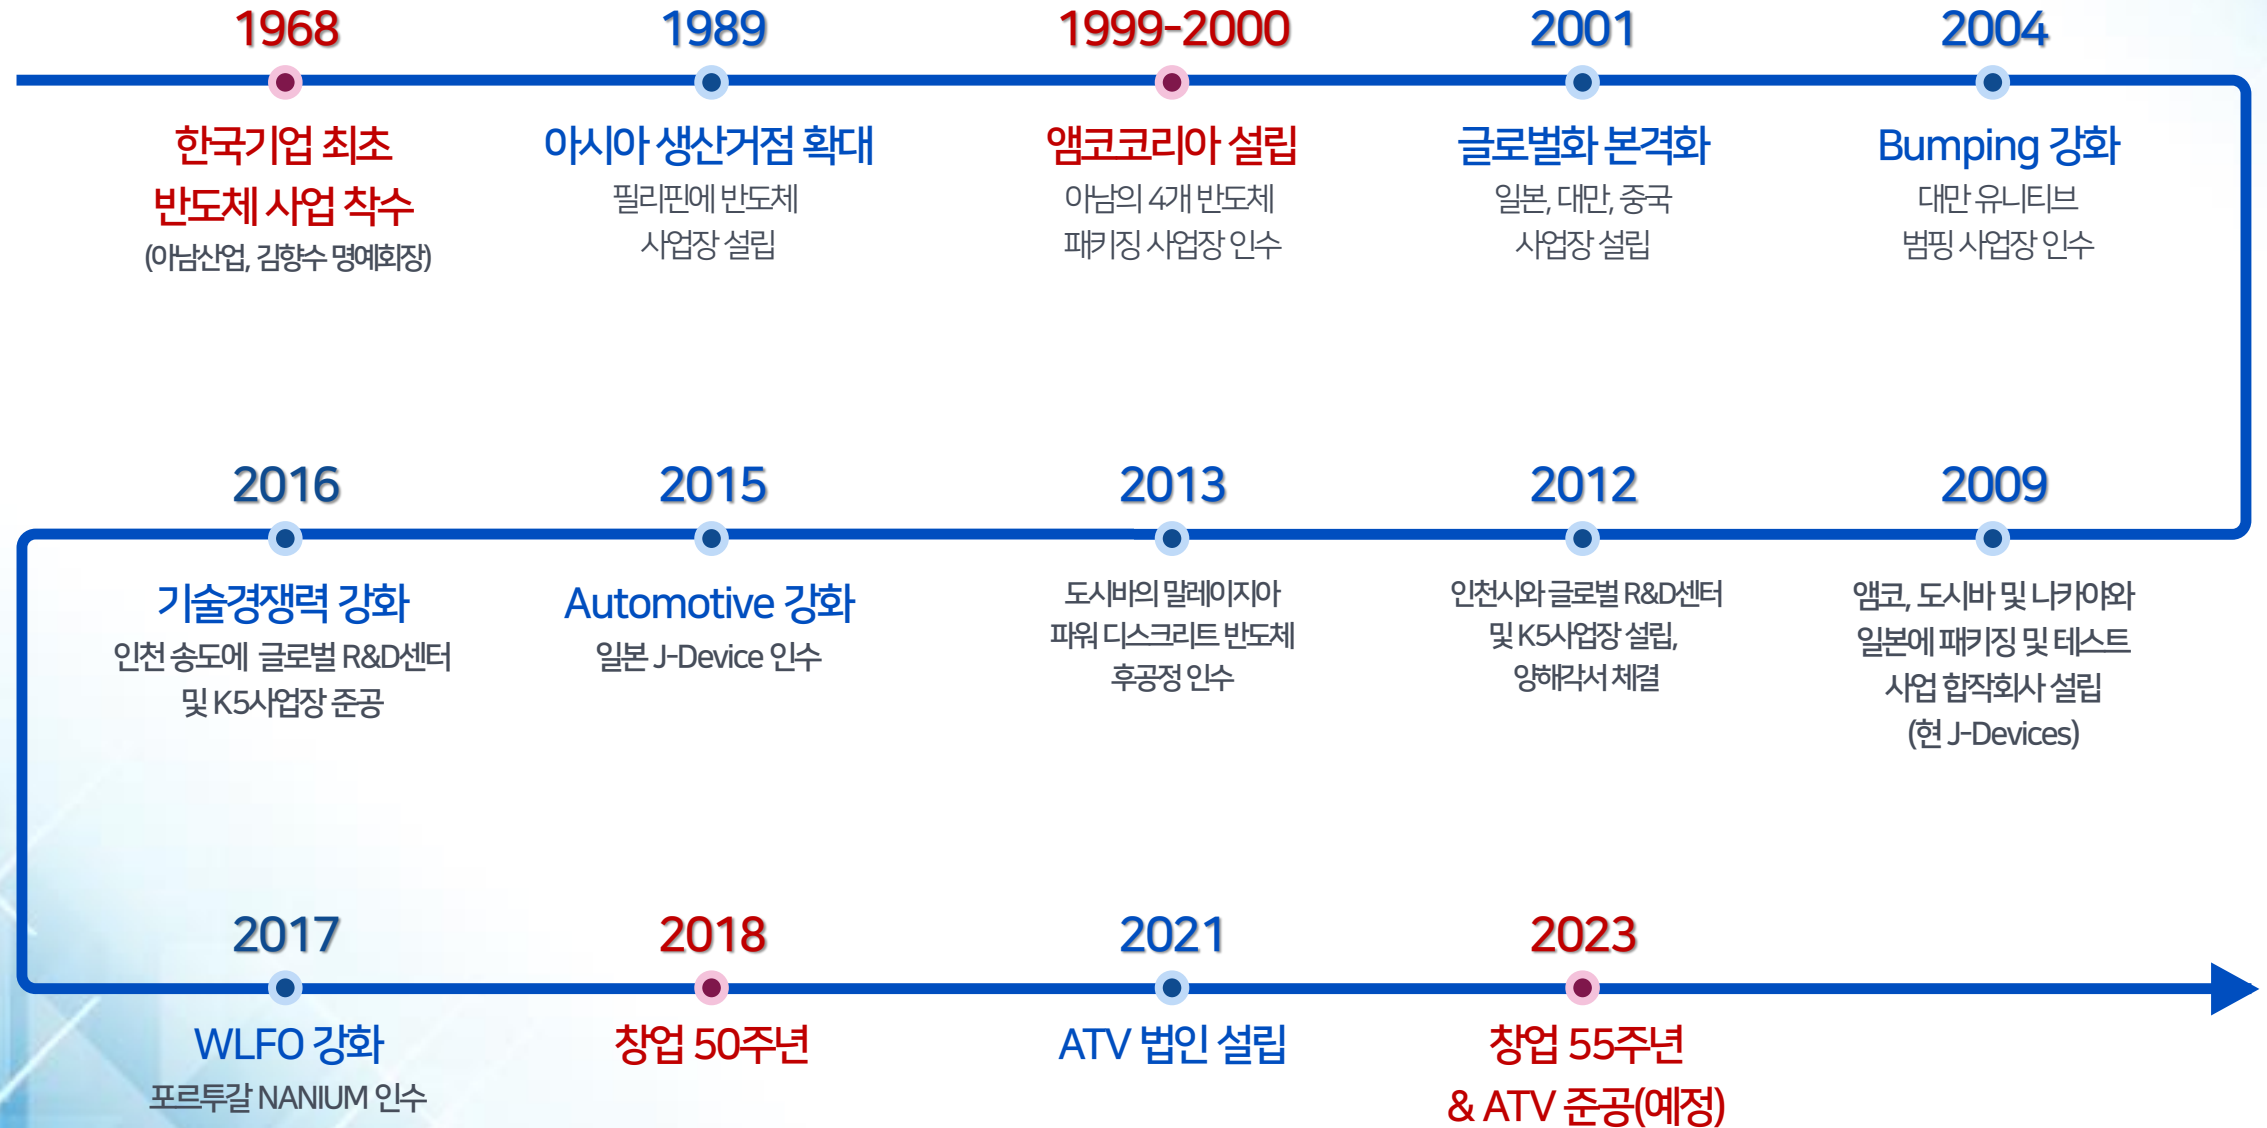 1968
한국기업 최초
반도체 사업 착수
(아남산업, 김향수 명예회장)
1989
아시아 생산거점 확대
필리핀에 반도체
사업장 설립
1999-2000
앰코코리아 설립
아남의 4개 반도체
패키징 사업장 인수
2001
글로벌화 본격화
일본, 대만, 중국
사업장 설립
2004
Bumping 강화
대만 유니티브
범핑 사업장 인수
2009
앰코, 도시바 및 나카야와
일본에 패키징 및 테스트
사업 합작회사 설립
(현 J-Devices)
2012
인천시와 글로벌 R&D센터
및 K5사업장 설립,
양해각서 체결
2013
도시바의 말레이지아
파워 디스크리트 반도체
후공정 인수
2015
Automotive 강화
일본 J-Device 인수
2016
기술경쟁력 강화
인천 송도에 글로벌 R&D센터
및 K5사업장 준공
2017
WLFO 강화
포르투갈 NANIUM 인수
2018
창업 50주년
2021
ATV 법인 설립
2023
창업 55주년
& ATV 준공(예정)